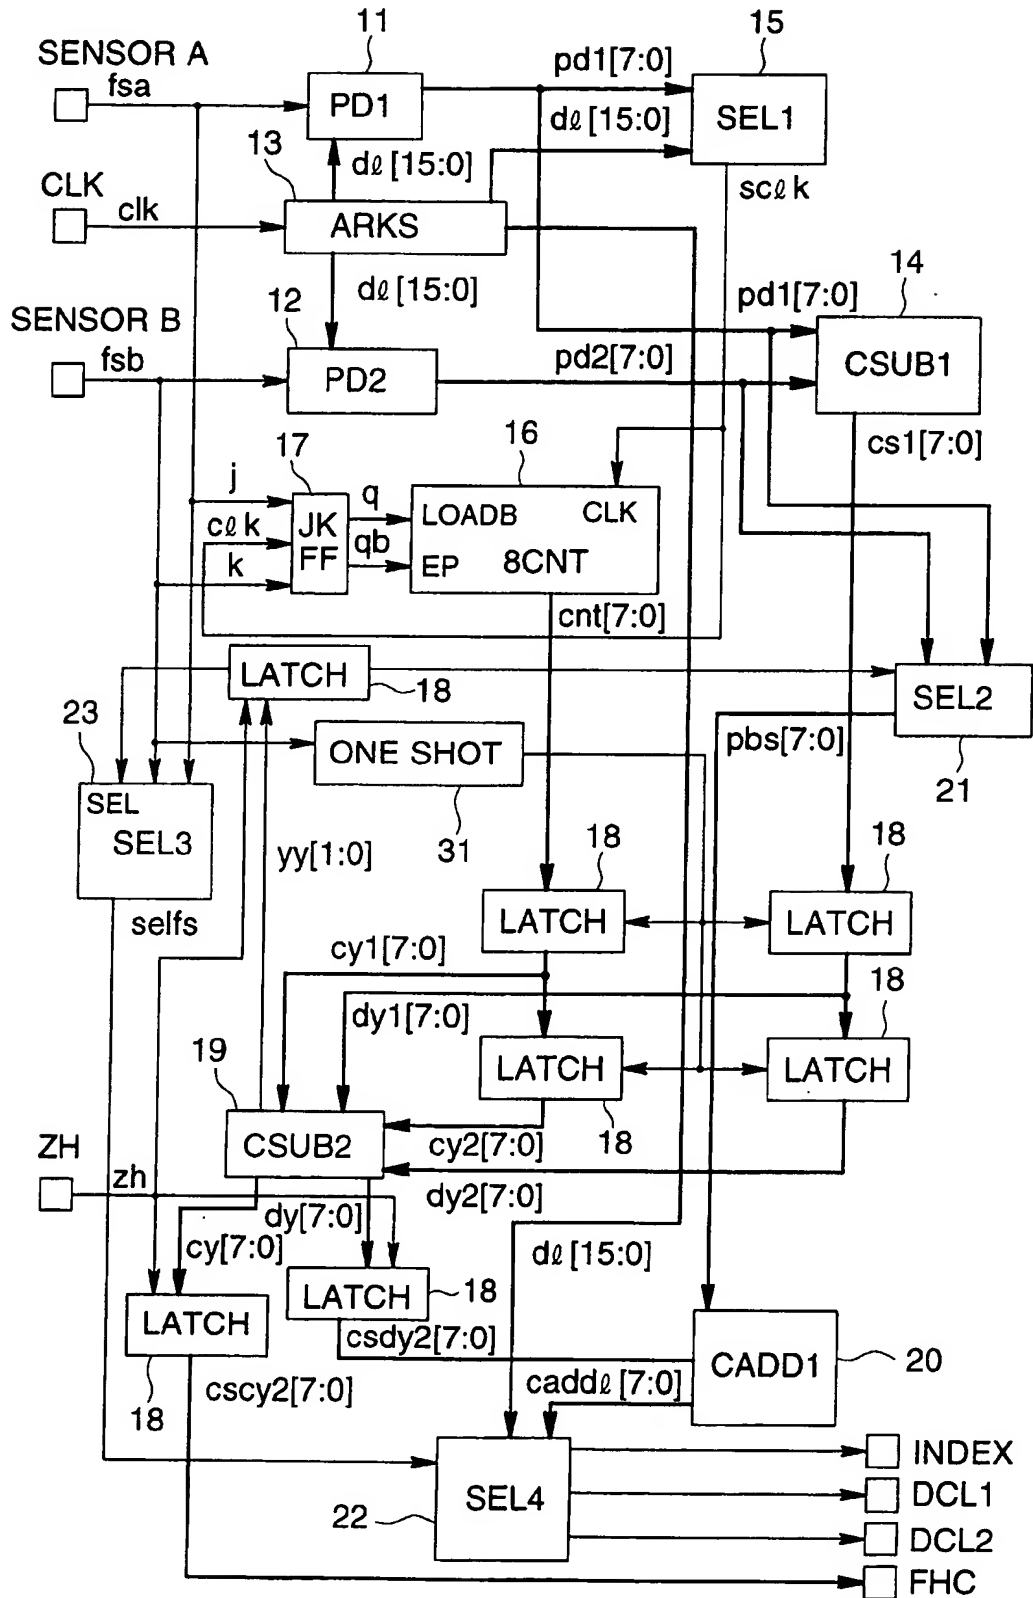 11
15
SENSOR A
fsa
pd1[7:0]
PD1
SEL1
dℓ [15:0]
13
dℓ [15:0]
CLK
clk
ARKS
scℓ k
dℓ [15:0]
14
12
pd1[7:0]
SENSOR B
fsb
PD2
pd2[7:0]
CSUB1
16
17
cs1[7:0]
j
q
cℓ k
JK
FF
LOADB
CLK
qb
k
EP
8CNT
cnt[7:0]
LATCH
18
SEL2
23
pbs[7:0]
ONE SHOT
21
SEL
SEL3
31
yy[1:0]
18
18
selfs
LATCH
LATCH
cy1[7:0]
18
dy1[7:0]
19
LATCH
LATCH
CSUB2
cy2[7:0]
18
ZH
zh
dy2[7:0]
dy[7:0]
cy[7:0]
dℓ [15:0]
LATCH
18
LATCH
csdy2[7:0]
CADD1
20
caddℓ [7:0]
cscy2[7:0]
18
INDEX
SEL4
DCL1
22
DCL2
FHC